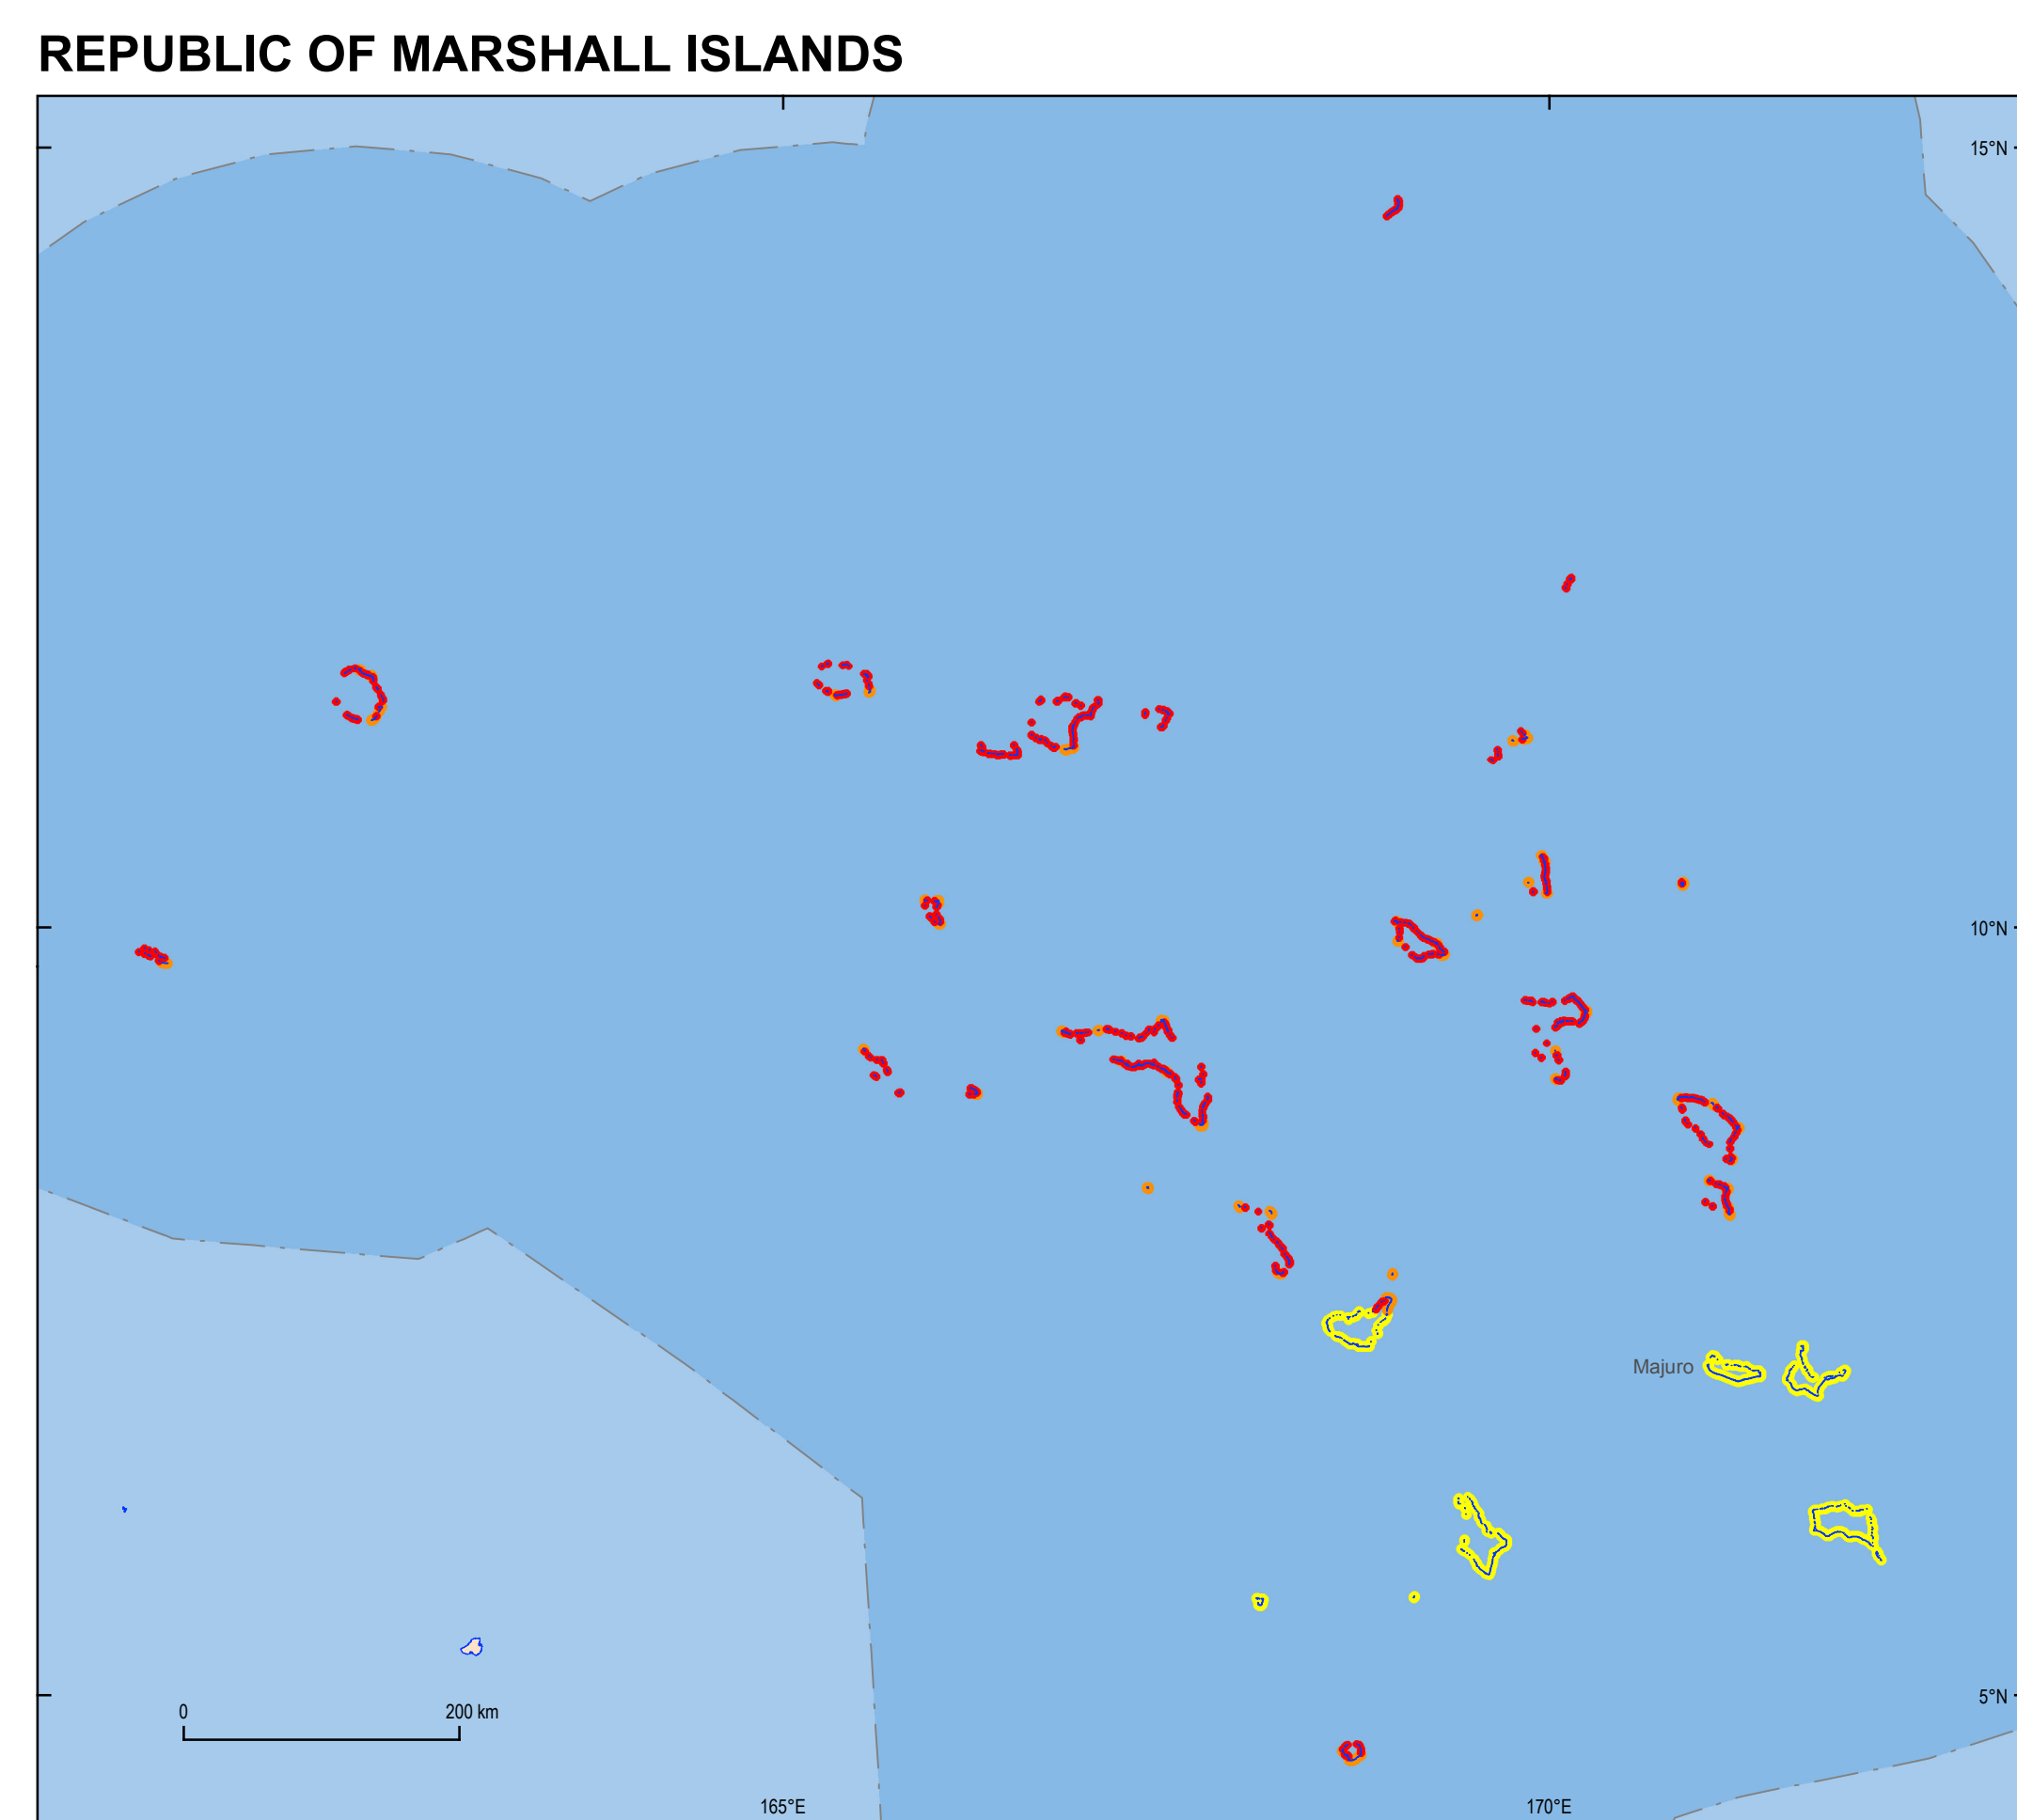 REPUBLIC OF MARSHALL ISLANDS
15°N
10°N
Majuro
5°N
0
200 km
165°E
170°E